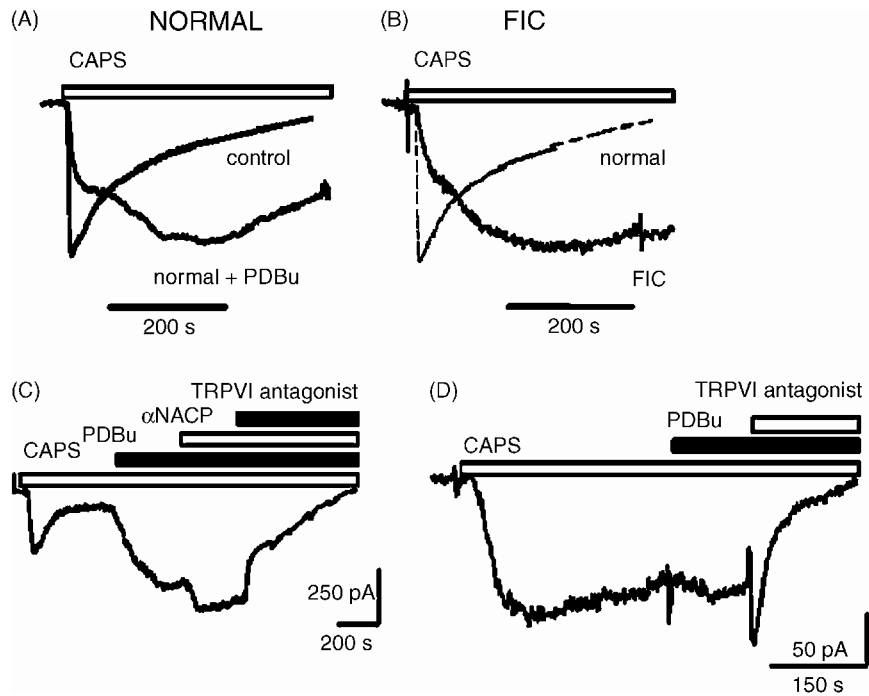 (A) NORMAL
CAPS
control
normal + PDBu
200 s
(B) FIC
CAPS
normal
FIC
200 s
(C)
TRPVI antagonist
αNACP
PDBu
CAPS
250 pA
200 s
(D)
TRPVI antagonist
PDBu
CAPS
50 pA
150 s